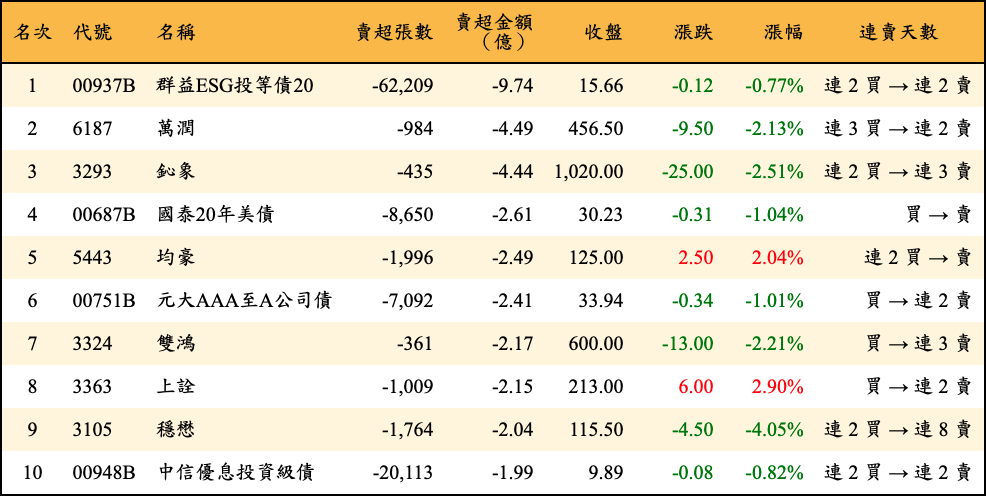 名次 代號 名稱 賣超張數 賣超金額（億） 收盤 漲跌 漲幅 連賣天數
1 00937B 群益ESG投等債20 -62,209 -9.74 15.66 -0.12 -0.77% 連 2 買 → 連 2 賣
2 6187 萬潤 -984 -4.49 456.50 -9.50 -2.13% 連 3 買 → 連 2 賣
3 3293 鈊象 -435 -4.44 1,020.00 -25.00 -2.51% 連 2 買 → 連 3 賣
4 00687B 國泰20年美債 -8,650 -2.61 30.23 -0.31 -1.04% 買 → 賣
5 5443 均豪 -1,996 -2.49 125.00 2.50 2.04% 連 2 買 → 賣
6 00751B 元大AAA至A公司債 -7,092 -2.41 33.94 -0.34 -1.01% 買 → 連 2 賣
7 3324 雙鴻 -361 -2.17 600.00 -13.00 -2.21% 買 → 連 3 賣
8 3363 上詮 -1,009 -2.15 213.00 6.00 2.90% 買 → 連 2 賣
9 3105 穩懋 -1,764 -2.04 115.50 -4.50 -4.05% 連 2 買 → 連 8 賣
10 00948B 中信優息投資級債 -20,113 -1.99 9.89 -0.08 -0.82% 連 2 買 → 連 2 賣